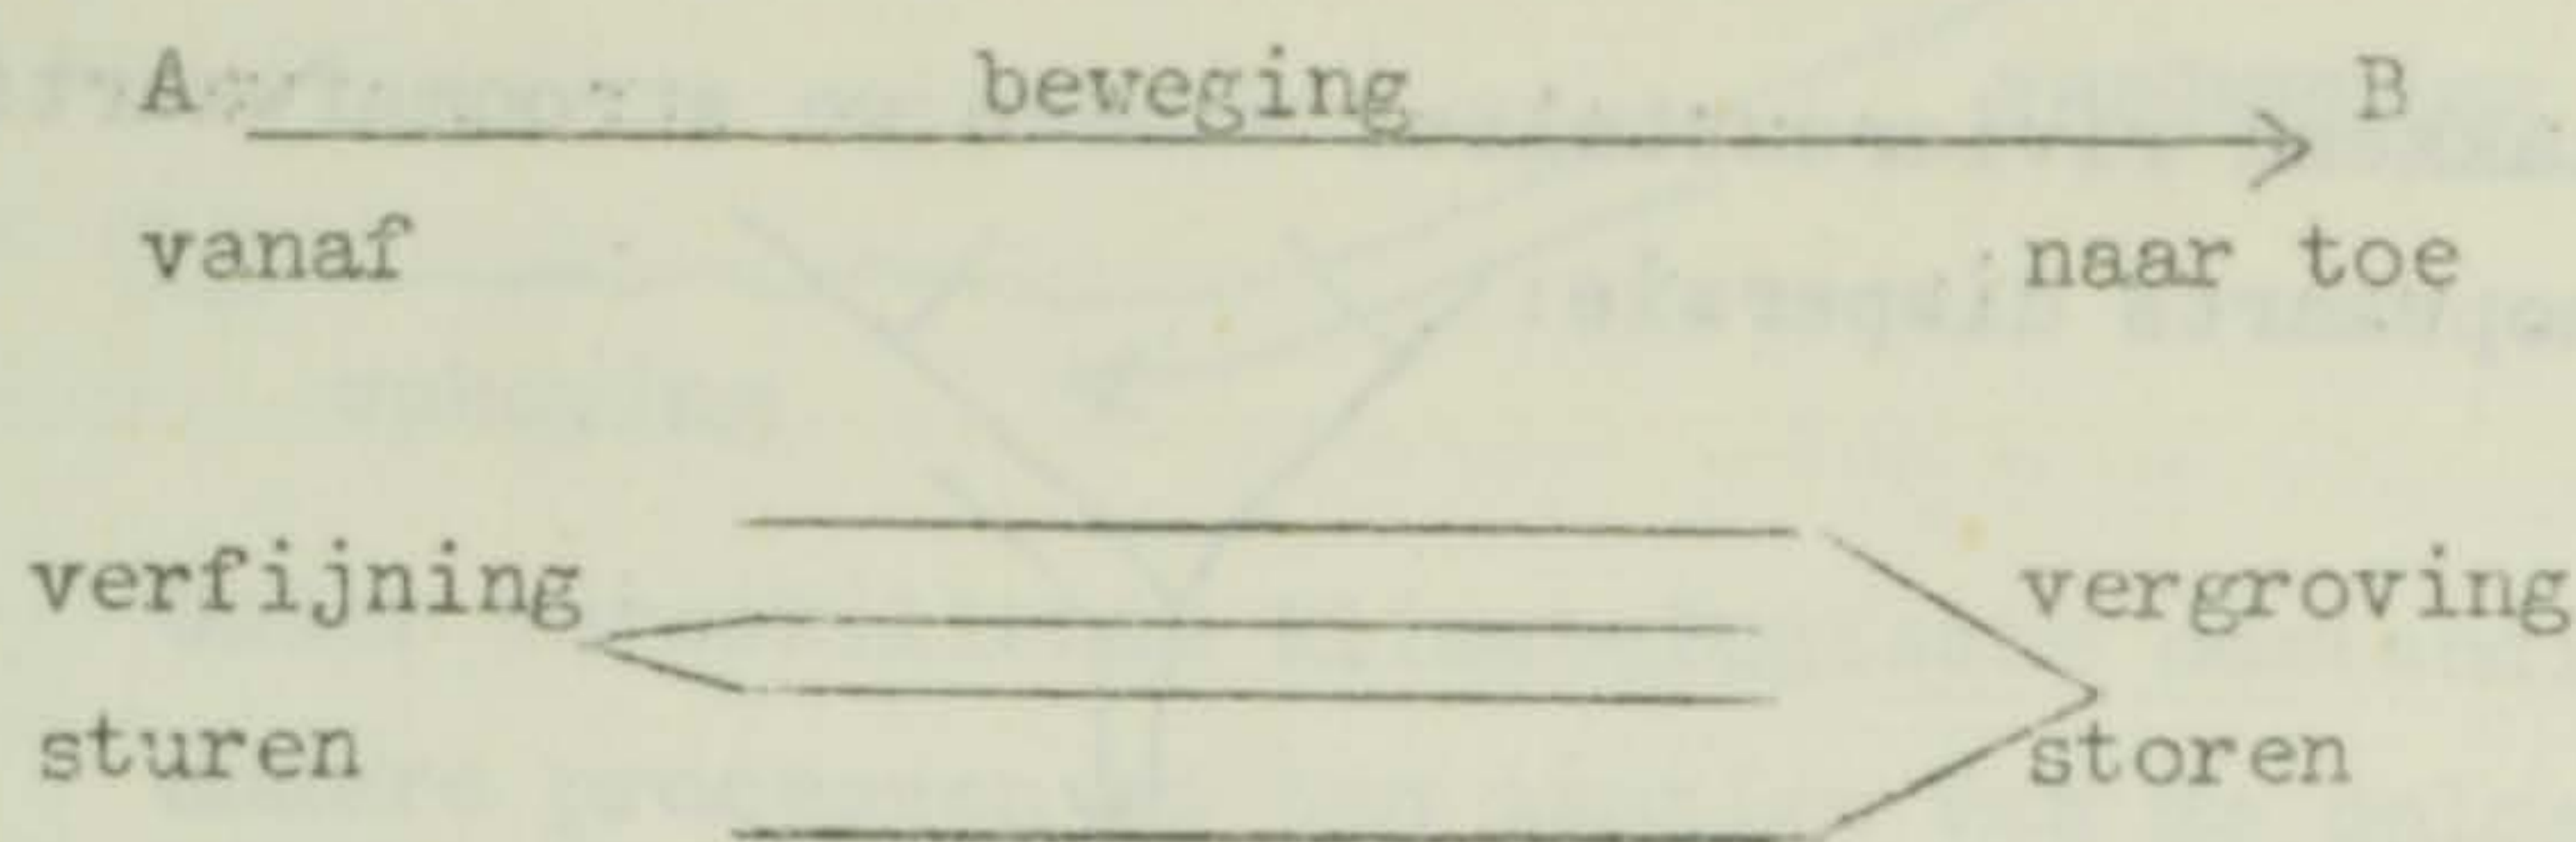 A beweging B
vanaf naar toe
verfijning vergroving
sturen storen